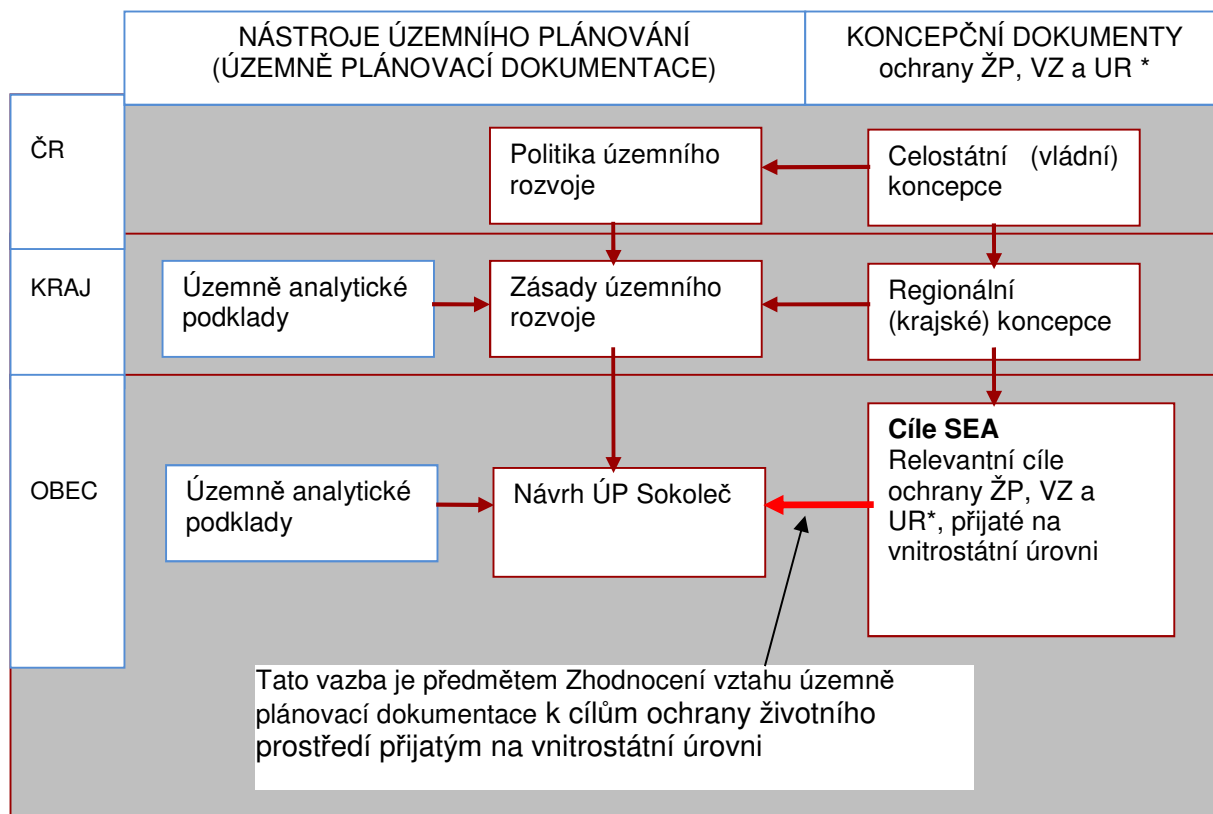 NÁSTROJE ÚZEMNÍHO PLÁNOVÁNÍ
(ÚZEMNĚ PLÁNOVACÍ DOKUMENTACE)
KONCEPČNÍ DOKUMENTY
ochrany ŽP, VZ a UR *
ČR
Politika územního
rozvoje
Celostátní (vládní)
koncepce
KRAJ
Územně analytické
podklady
Zásady územního
rozvoje
Regionální
(krajské) koncepce
OBEC
Územně analytické
podklady
Návrh ÚP Sokoleč
Cíle SEA
Relevantní cíle
ochrany ŽP, VZ a
UR*, přijaté na
vnitrostátní úrovni
Tato vazba je předmětem Zhodnocení vztahu územně
plánovací dokumentace k cílům ochrany životního
prostředí přijatým na vnitrostátní úrovni